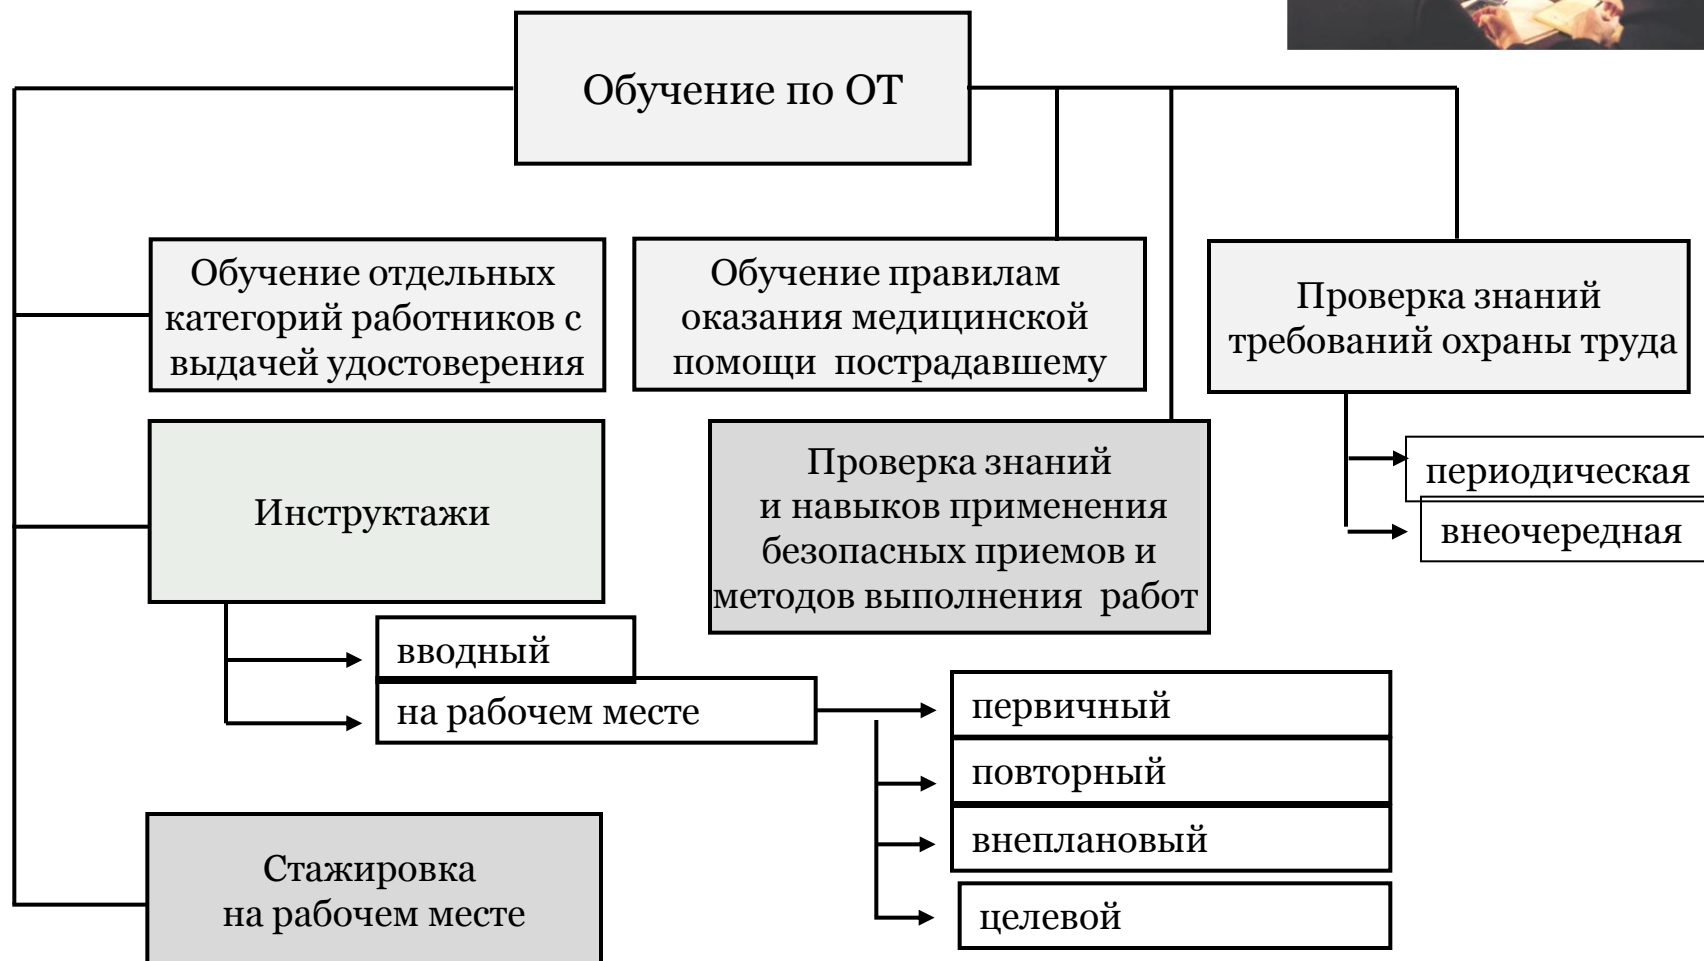 Обучение по ОТ
Обучение отдельных
категорий работников с
выдачей удостоверения
Обучение правилам
оказания медицинской
помощи пострадавшему
Проверка знаний
требований охраны труда
периодическая
внеочередная
Инструктажи
Проверка знаний
и навыков применения
безопасных приемов и
методов выполнения работ
вводный
на рабочем месте
первичный
повторный
внеплановый
целевой
Стажировка
на рабочем месте